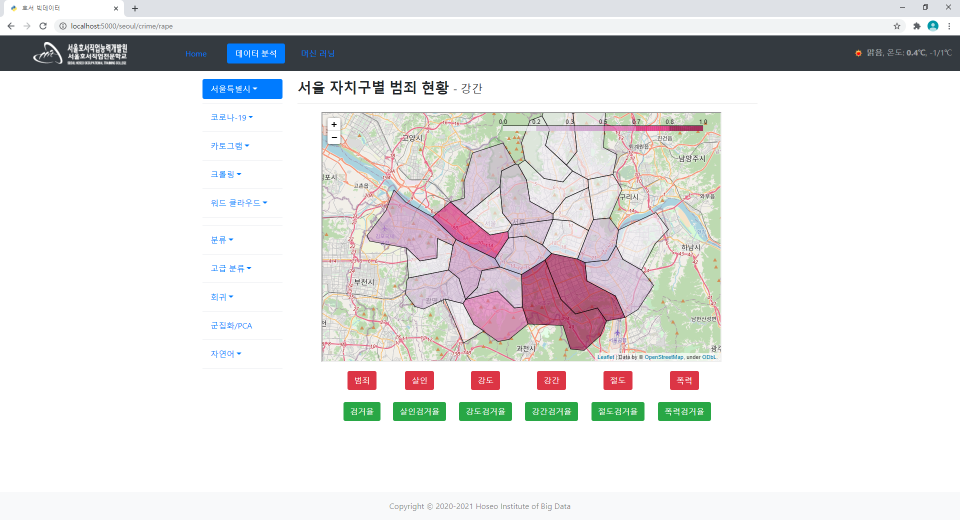 호서 빅데이터
localhost:5000/seoul/crime/rape
서울호서직업능력개발원
서울호서직업전문학교
Home
데이터 분석
머신 러닝
맑음, 온도: 0.4℃, -1/1℃
서울특별시
코로나-19
카토그램
크롤링
워드 클라우드
분류
고급 분류
회귀
군집화/PCA
자연어
서울 자치구별 범죄 현황 - 강간
+
−
0.0 0.2 0.3 0.5 0.7 0.8 1.0
고양시
남양주시
구리시
하남시
부천시
과천시
Leaflet | Data by © OpenStreetMap, under ODbL.
범죄
살인
강도
강간
절도
폭력
검거율
살인검거율
강도검거율
강간검거율
절도검거율
폭력검거율
Copyright © 2020-2021 Hoseo Institute of Big Data